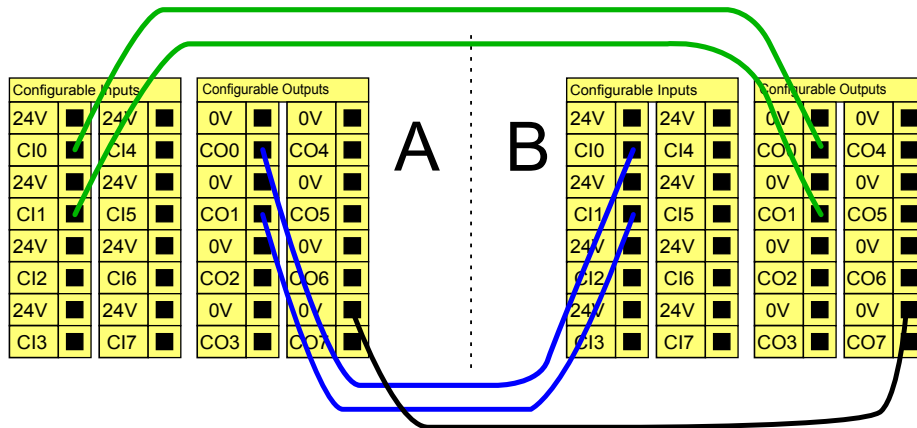 Configurable Inputs Configurable Outputs Configurable Inputs Configurable Outputs
24V 24V 0V 0V A B 24V 24V 0V 0V
CI0 CI4 CO0 CO4 CI0 CI4 CO0 CO4
24V 24V 0V 0V 24V 24V 0V 0V
CI1 CI5 CO1 CO5 CI1 CI5 CO1 CO5
24V 24V 0V 0V 24V 24V 0V 0V
CI2 CI6 CO2 CO6 CI2 CI6 CO2 CO6
24V 24V 0V 0V 24V 24V 0V 0V
CI3 CI7 CO3 CO7 CI3 CI7 CO3 CO7